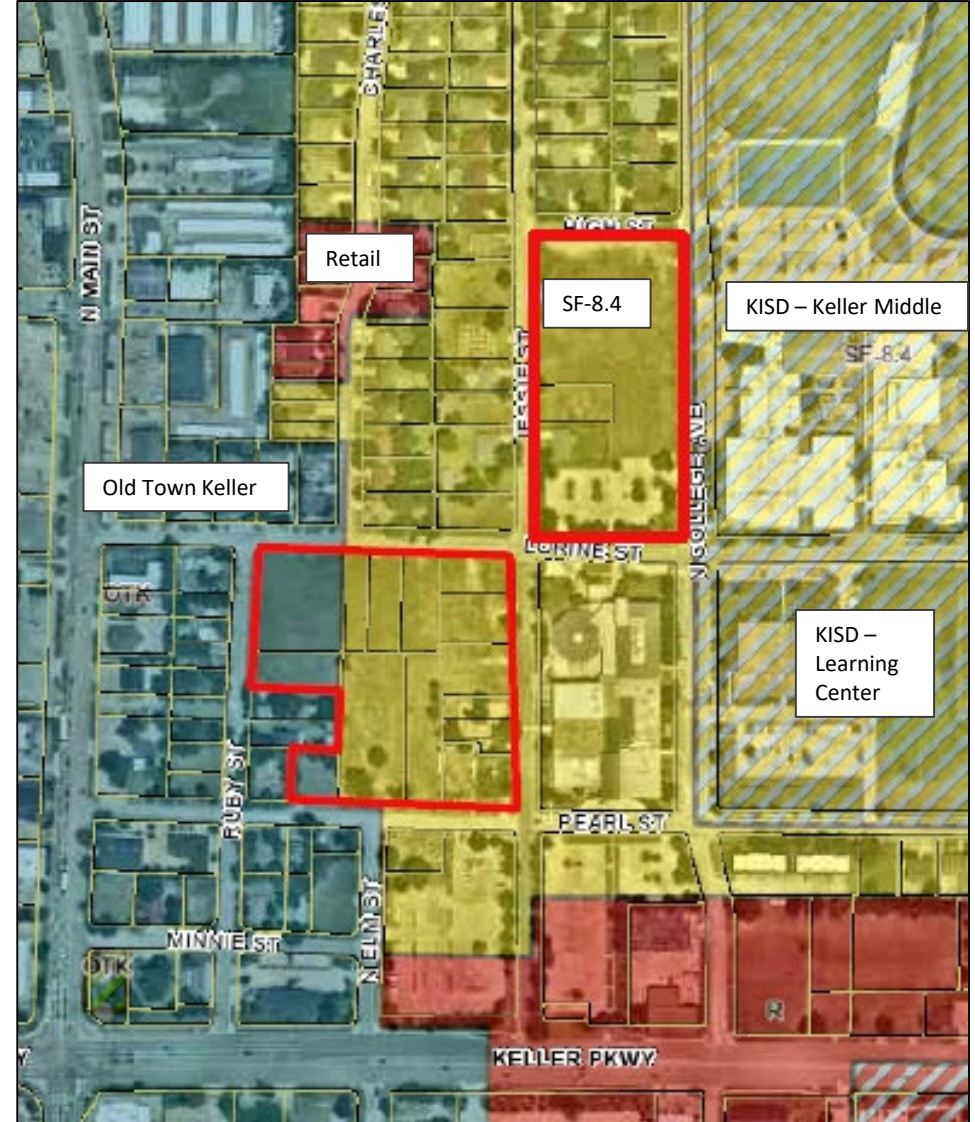 CHARLE
N MAIN ST
HIGH ST
Retail
SF-8.4
KISD – Keller Middle
SF-8.4
JESSIE ST
N COLLEGE AVE
Old Town Keller
LORINE ST
OTK
KISD –
Learning
Center
RUBY ST
PEARL ST
N ELM ST
MINNIE ST
OTK
R
KELLER PKWY
Y